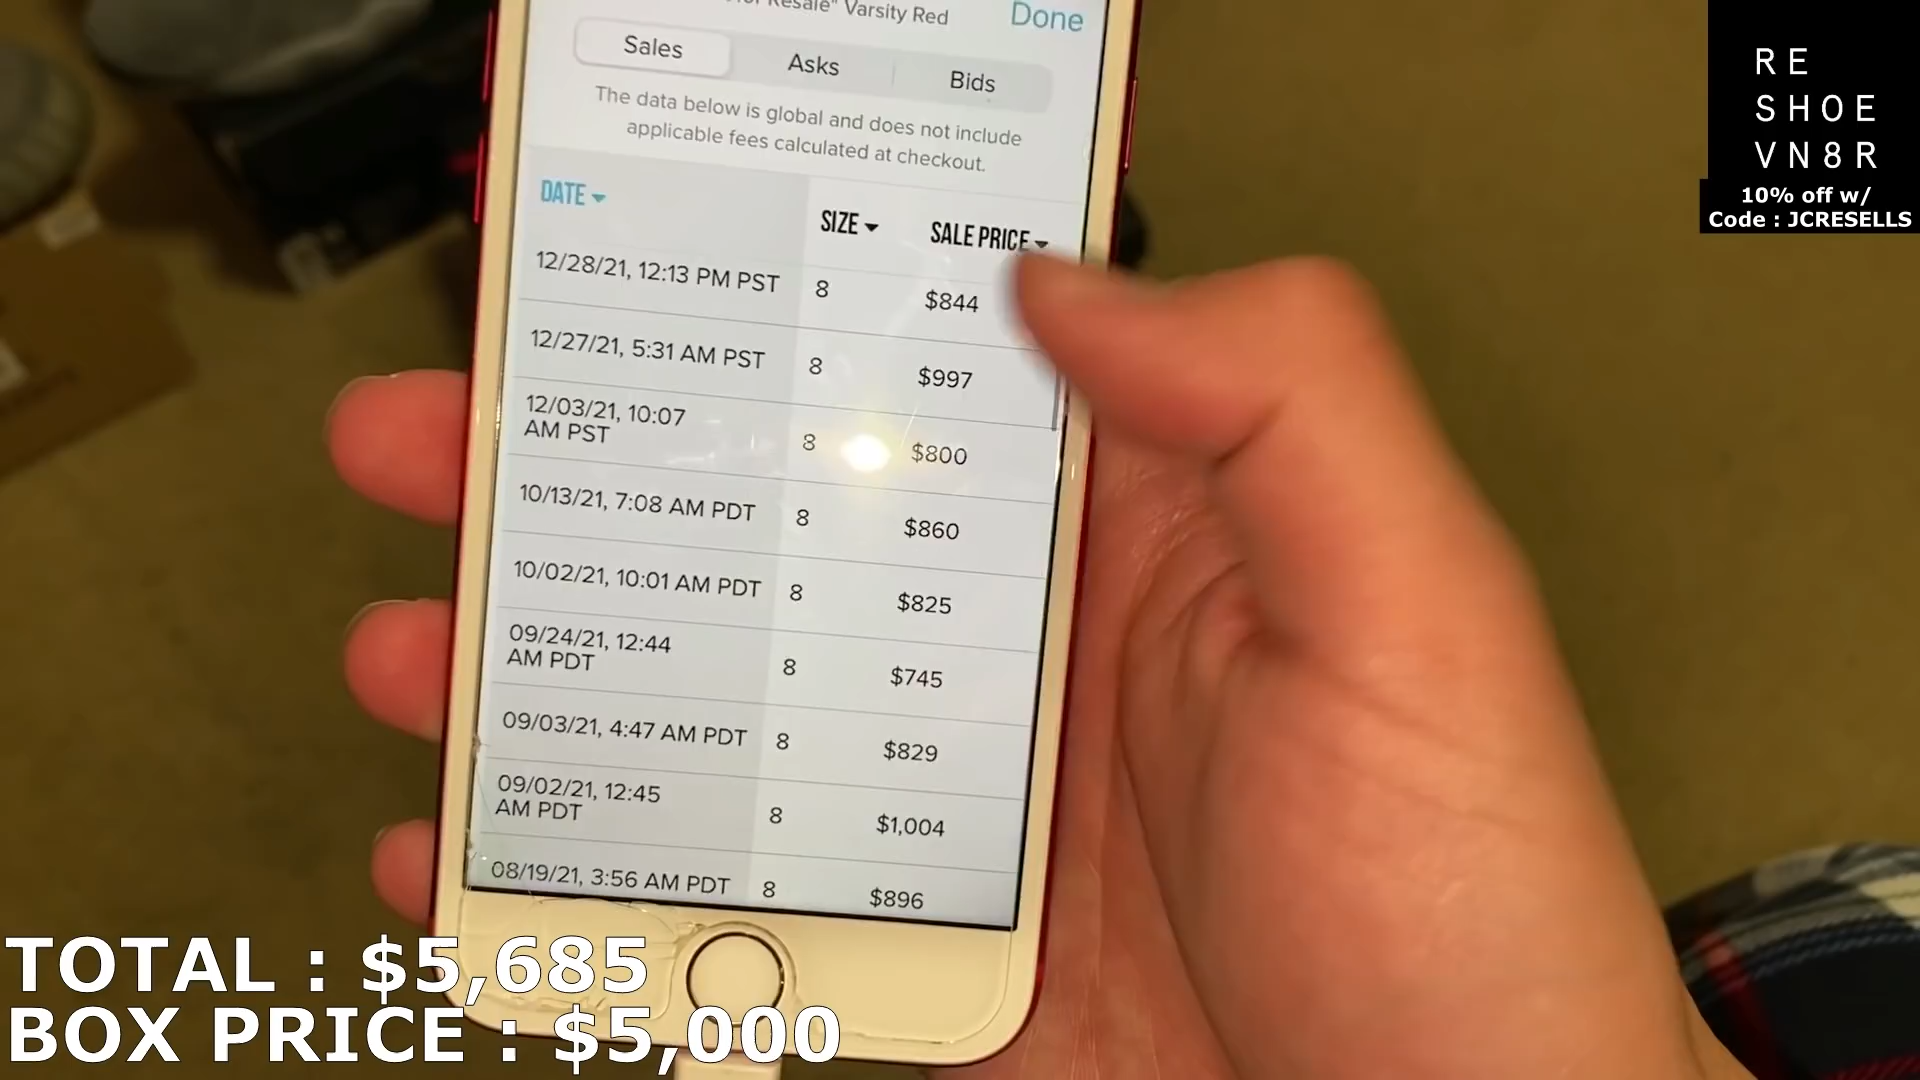 Resale" Varsity Red
Done
Sales
Asks
Bids
The data below is global and does not include
applicable fees calculated at checkout.
DATE
SIZE
SALE PRICE
12/28/21, 12:13 PM PST 8 $844
12/27/21, 5:31 AM PST 8 $997
12/03/21, 10:07
AM PST 8 $800
10/13/21, 7:08 AM PDT 8 $860
10/02/21, 10:01 AM PDT 8 $825
09/24/21, 12:44
AM PDT 8 $745
09/03/21, 4:47 AM PDT 8 $829
09/02/21, 12:45
AM PDT 8 $1,004
08/19/21, 3:56 AM PDT 8 $896
TOTAL : $5,685
BOX PRICE : $5,000
RE
SHOE
VN8R
10% off w/
Code : JCRESELLS